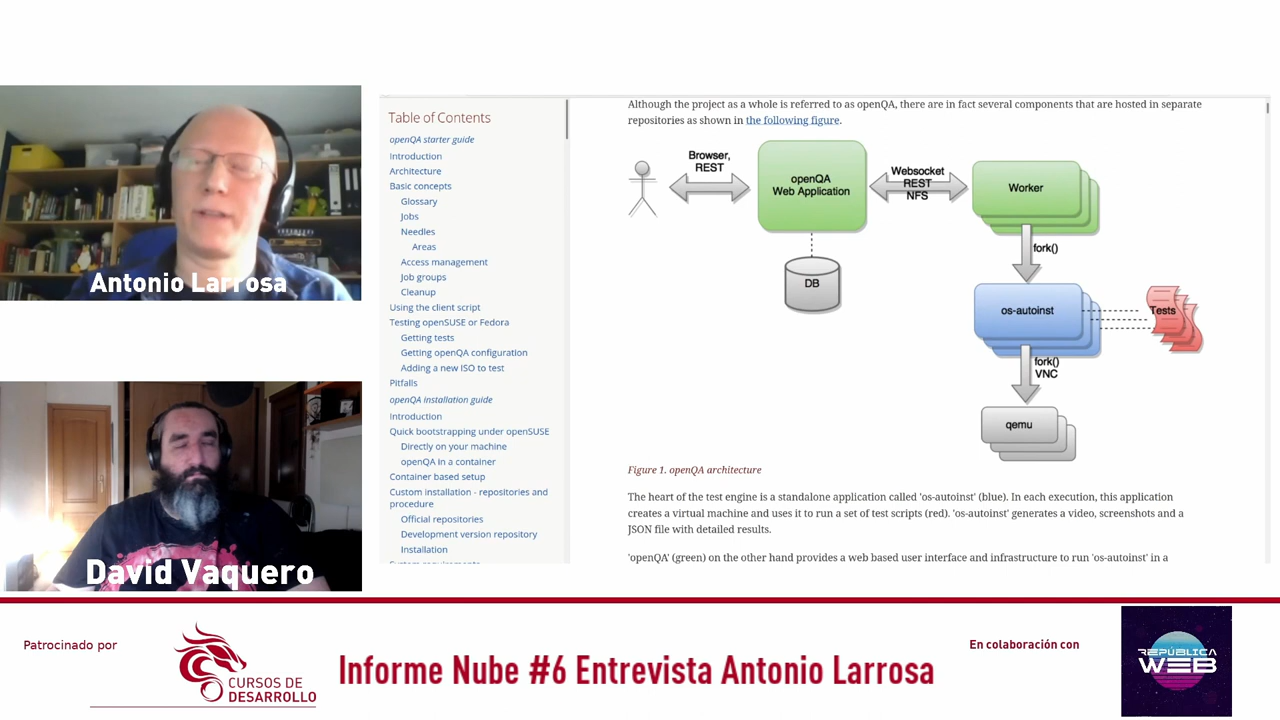 Antonio Larrosa
David Vaquero
Table of Contents
openQA starter guide
Introduction
Architecture
Basic concepts
Glossary
Jobs
Needles
Areas
Access management
Job groups
Cleanup
Using the client script
Testing openSUSE or Fedora
Getting tests
Getting openQA configuration
Adding a new ISO to test
Pitfalls
openQA installation guide
Introduction
Quick bootstrapping under openSUSE
Directly on your machine
openQA in a container
Container based setup
Custom installation - repositories and
procedure
Official repositories
Development version repository
Installation
Although the project as a whole is referred to as openQA, there are in fact several components that are hosted in separate
repositories as shown in the following figure.
Browser,
REST
openQA
Web Application
Websocket
REST
NFS
Worker
fork()
DB
os-autoinst
Tests
fork()
VNC
qemu
Figure 1. openQA architecture
The heart of the test engine is a standalone application called 'os-autoinst' (blue). In each execution, this application
creates a virtual machine and uses it to run a set of test scripts (red). 'os-autoinst' generates a video, screenshots and a
JSON file with detailed results.
'openQA' (green) on the other hand provides a web based user interface and infrastructure to run 'os-autoinst' in a
Patrocinado por
CURSOS DE
DESARROLLO
Informe Nube #6 Entrevista Antonio Larrosa
En colaboración con
REPÚBLICA
WEB